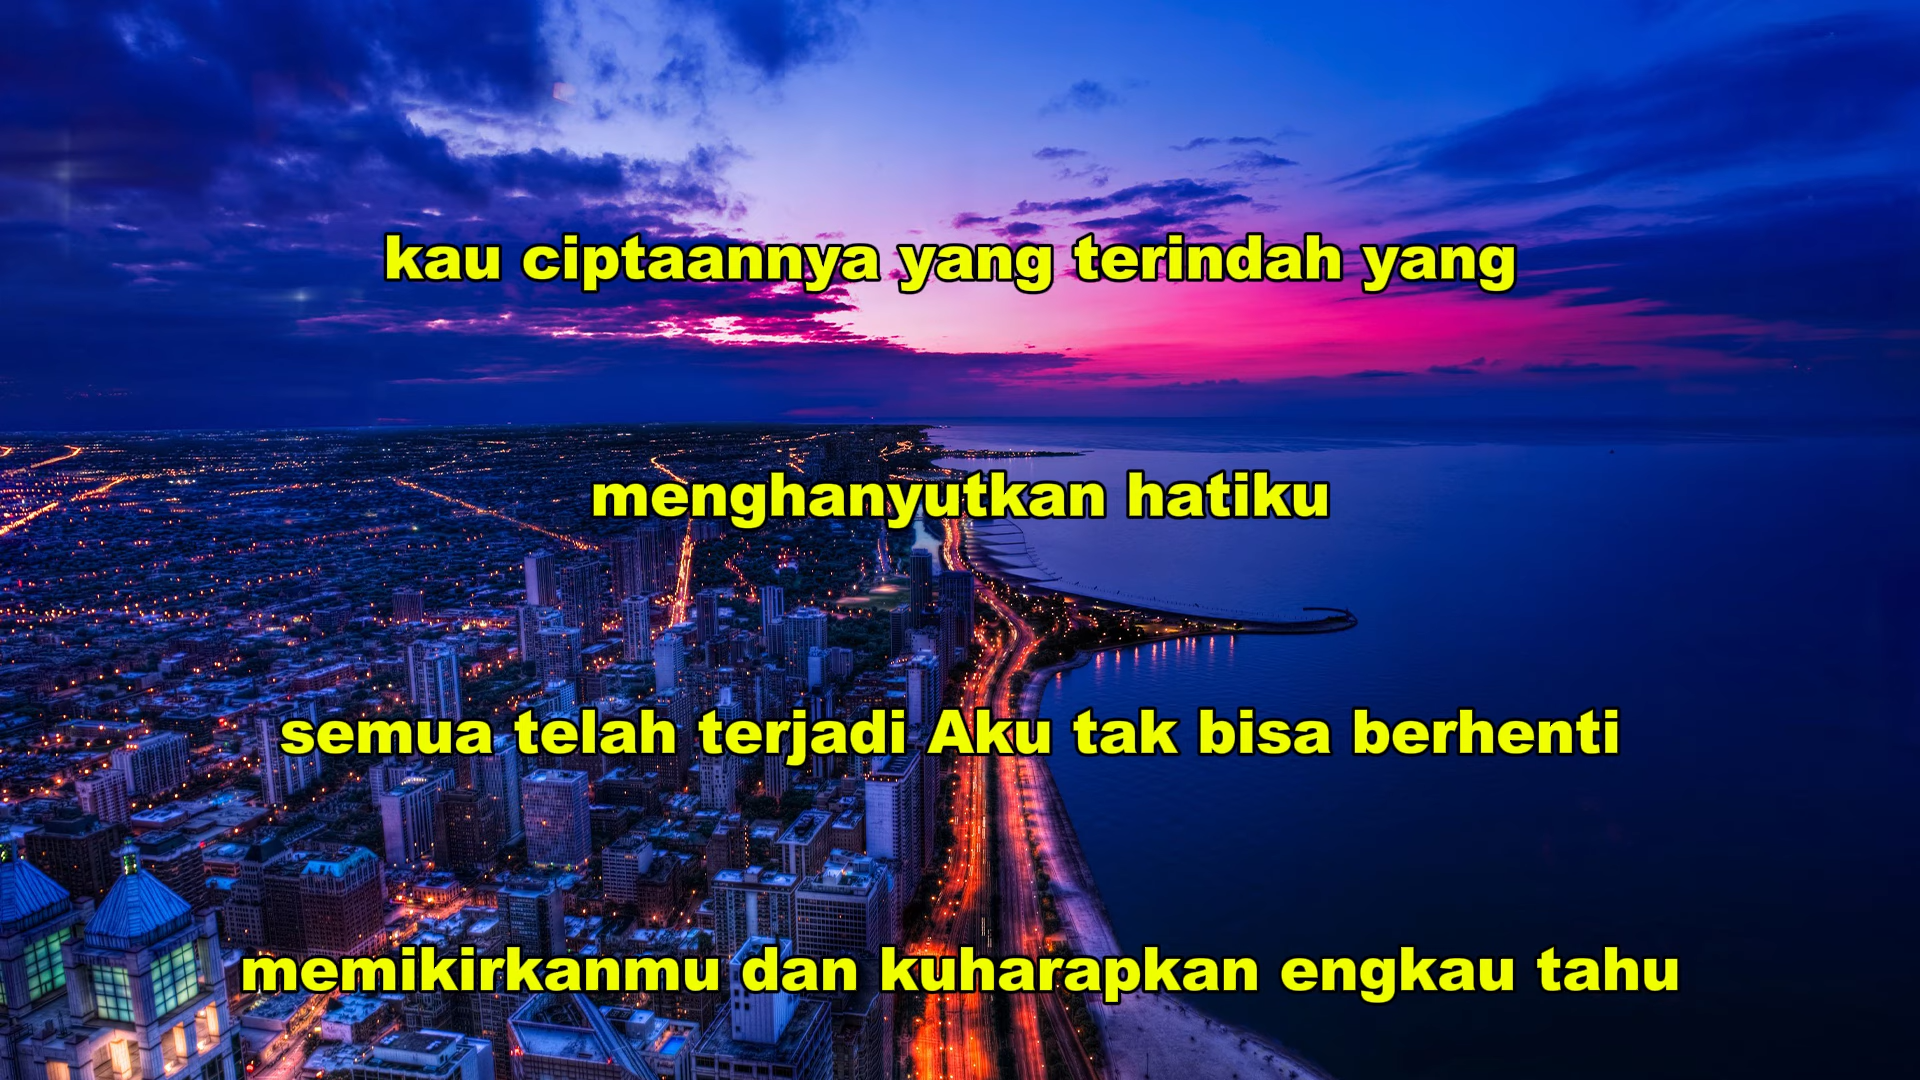 kau ciptaannya yang terindah yang
menghanyutkan hatiku
semua telah terjadi Aku tak bisa berhenti
memikirkanmu dan kuharapkan engkau tahu